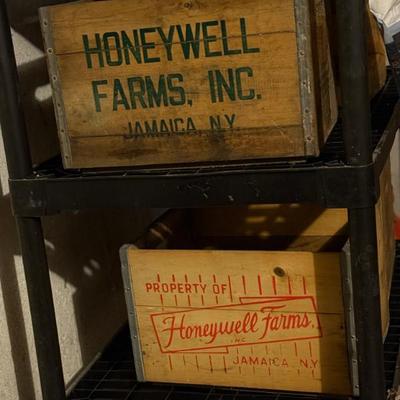 HONEYWELL
FARMS, INC.
JAMAICA, N.Y.
PROPERTY OF
Honeywell Farms.
INC
JAMAICA, N.Y.